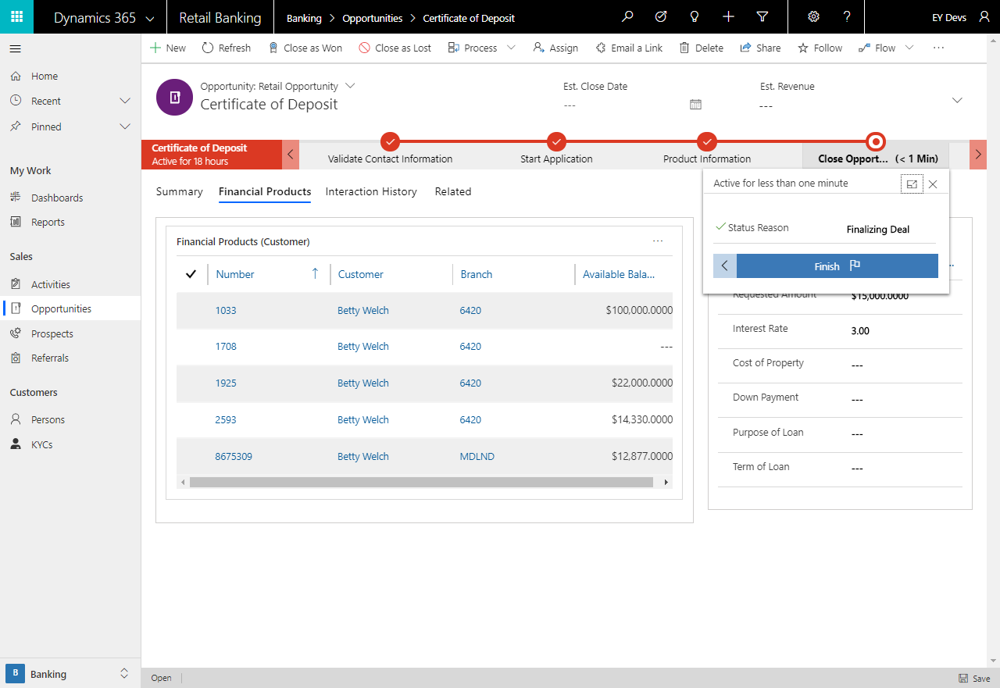 Dynamics 365 Retail Banking Banking > Opportunities > Certificate of Deposit ? EY Devs
New Refresh Close as Won Close as Lost Process Assign Email a Link Delete Share Follow Flow ...
Home
Recent
Pinned
My Work
Dashboards
Reports
Sales
Activities
Opportunities
Prospects
Referrals
Customers
Persons
KYCs
B Banking
Opportunity: Retail Opportunity
Certificate of Deposit
Est. Close Date
---
Est. Revenue
---
Certificate of Deposit
Active for 18 hours
Validate Contact Information
Start Application
Product Information
Close Opport... (< 1 Min)
Summary Financial Products Interaction History Related
Financial Products (Customer) ...
Number Customer Branch Available Bala...
1033 Betty Welch 6420 $100,000.0000
1708 Betty Welch 6420 ---
1925 Betty Welch 6420 $22,000.0000
2593 Betty Welch 6420 $14,330.0000
8675309 Betty Welch MDLND $12,877.0000
Active for less than one minute
Status Reason Finalizing Deal
Finish
Requested Amount $15,000.0000
Interest Rate 3.00
Cost of Property ---
Down Payment ---
Purpose of Loan ---
Term of Loan ---
Open
Save